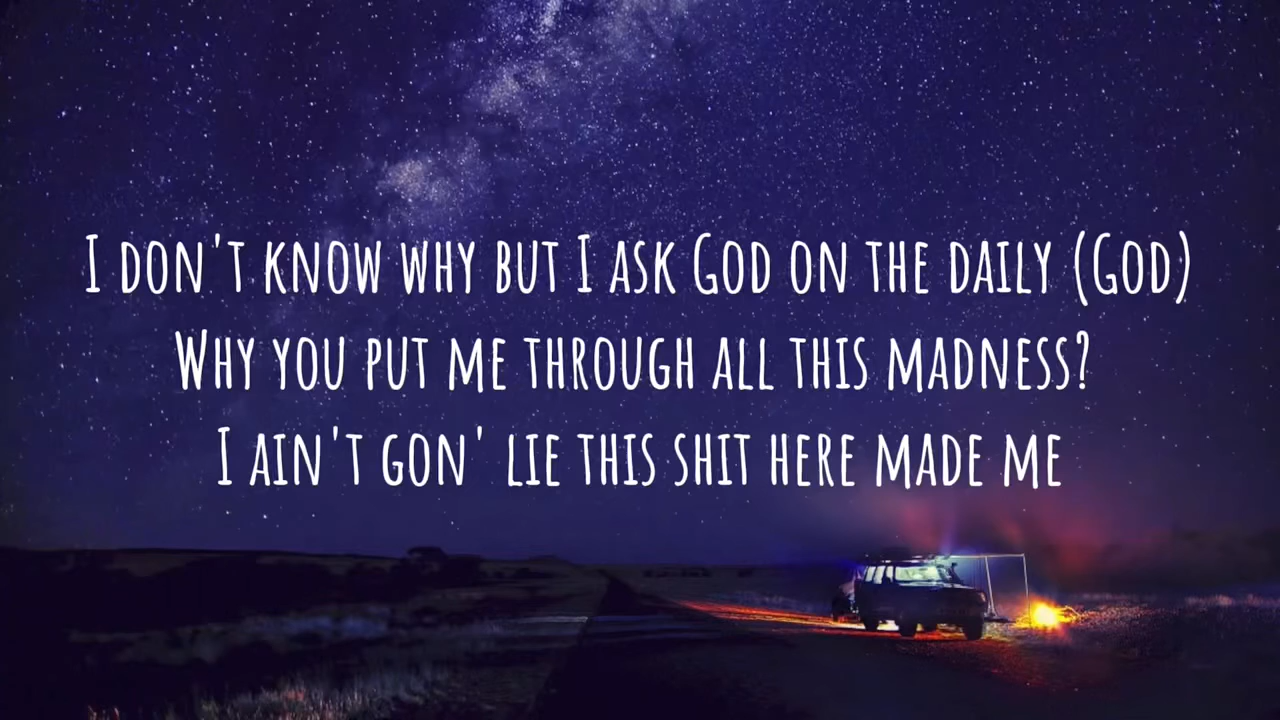 I don't know why but I ask God on the daily (God)
Why you put me through all this madness?
I ain't gon' lie this shit here made me